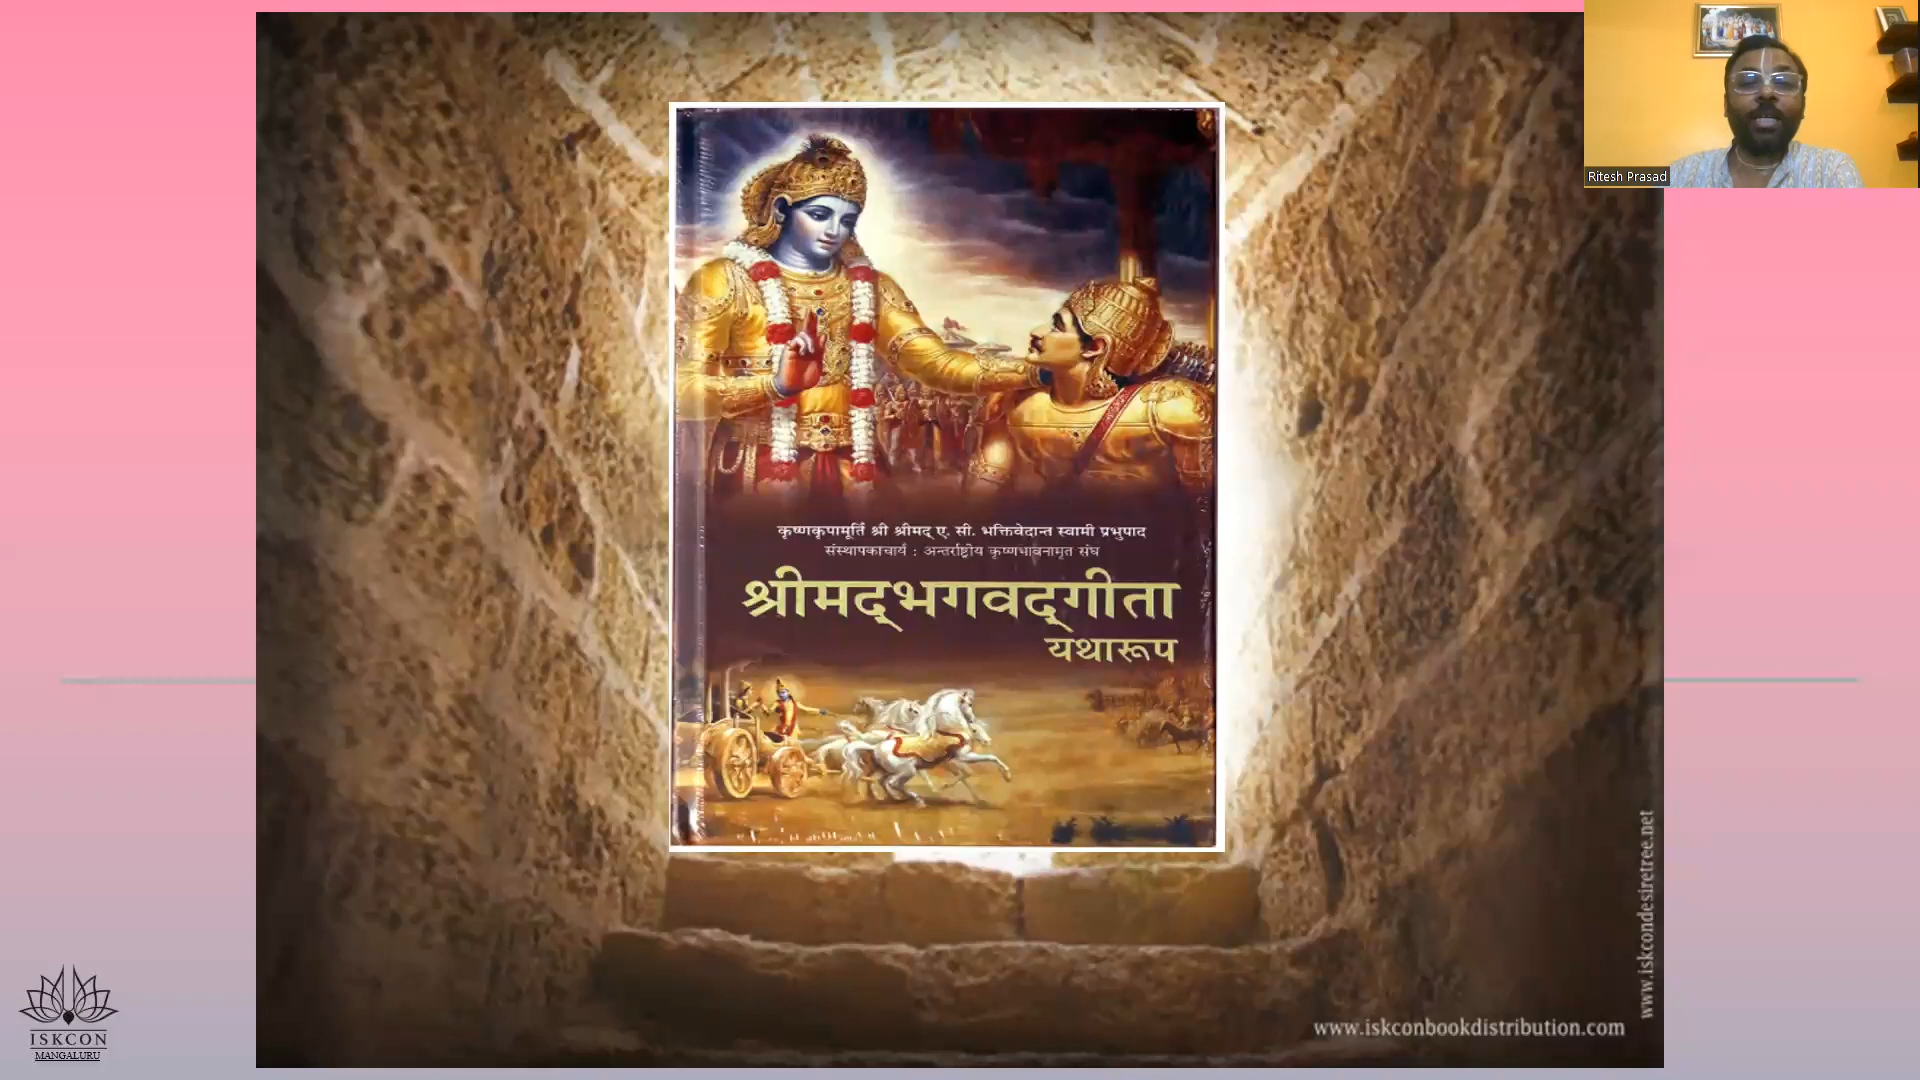 Ritesh Prasad
कृष्णकृपामूर्ति श्री श्रीमद् ए. सी. भक्तिवेदान्त स्वामी प्रभुपाद
संस्थापकाचार्य : अन्तर्राष्ट्रीय कृष्णभावनामृत संघ
श्रीमद्भगवद्गीता
यथारूप
www.iskcondesiretree.net
www.iskconbookdistribution.com
ISKCON
MANGALURU